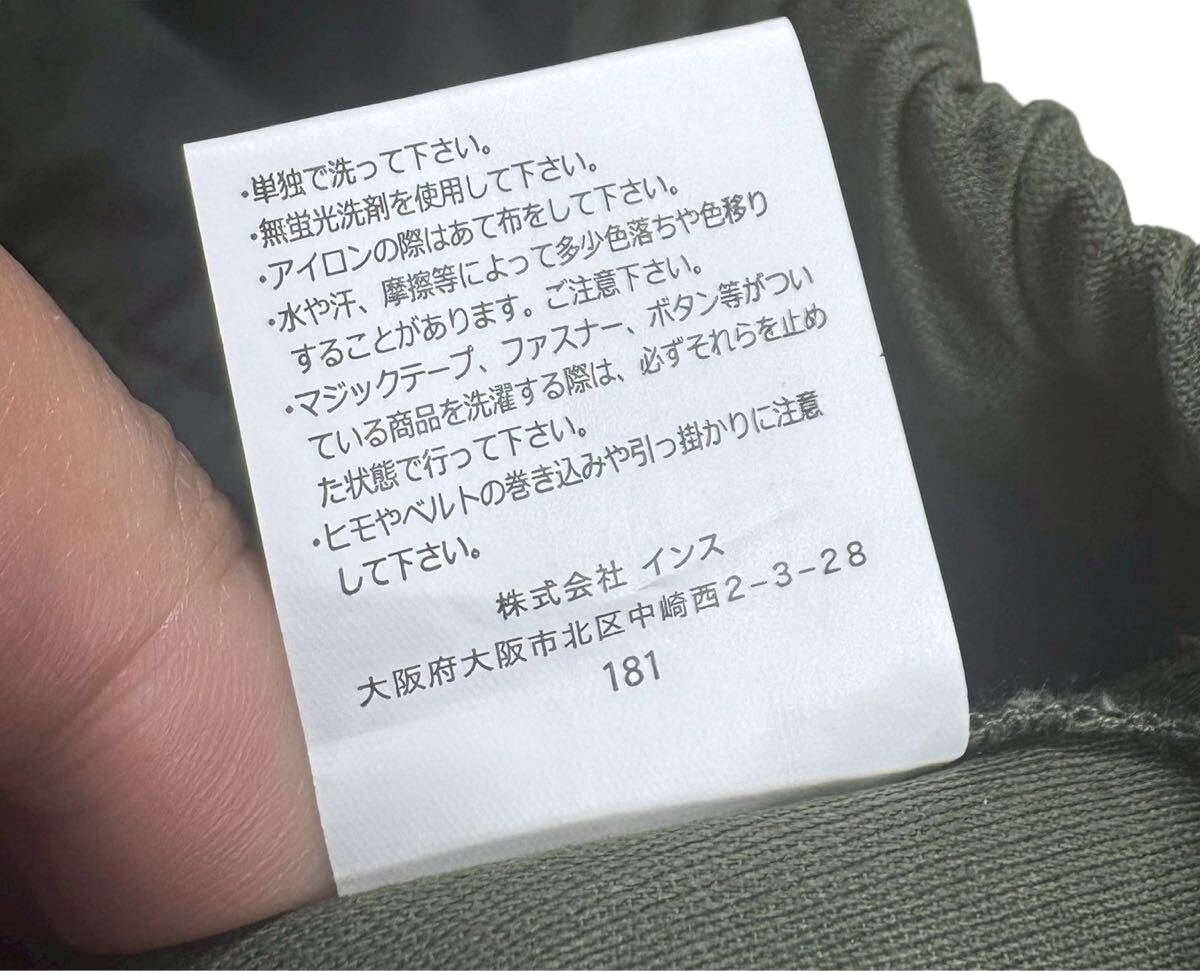 ・単独で洗って下さい。
・無蛍光洗剤を使用して下さい。
・アイロンの際はあて布をして下さい。
・水や汗、摩擦等によって多少色落ちや色移り
することがあります。ご注意下さい。
・マジックテープ、ファスナー、ボタン等がつい
ている商品を洗濯する際は、必ずそれらを止め
た状態で行って下さい。
・ヒモやベルトの巻き込みや引っ掛かりに注意
して下さい。
株式会社 インス
大阪府大阪市北区中崎西2-3-28
181